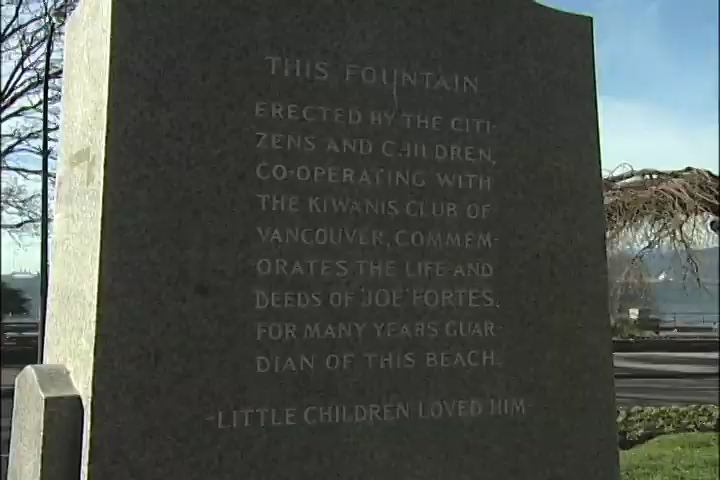 THIS FOUNTAIN
ERECTED BY THE CITI-
ZENS AND CHILDREN,
CO-OPERATING WITH
THE KIWANIS CLUB OF
VANCOUVER, COMMEM-
ORATES THE LIFE AND
DEEDS OF "JOE" FORTES.
FOR MANY YEARS GUAR-
DIAN OF THIS BEACH.
-LITTLE CHILDREN LOVED HIM-